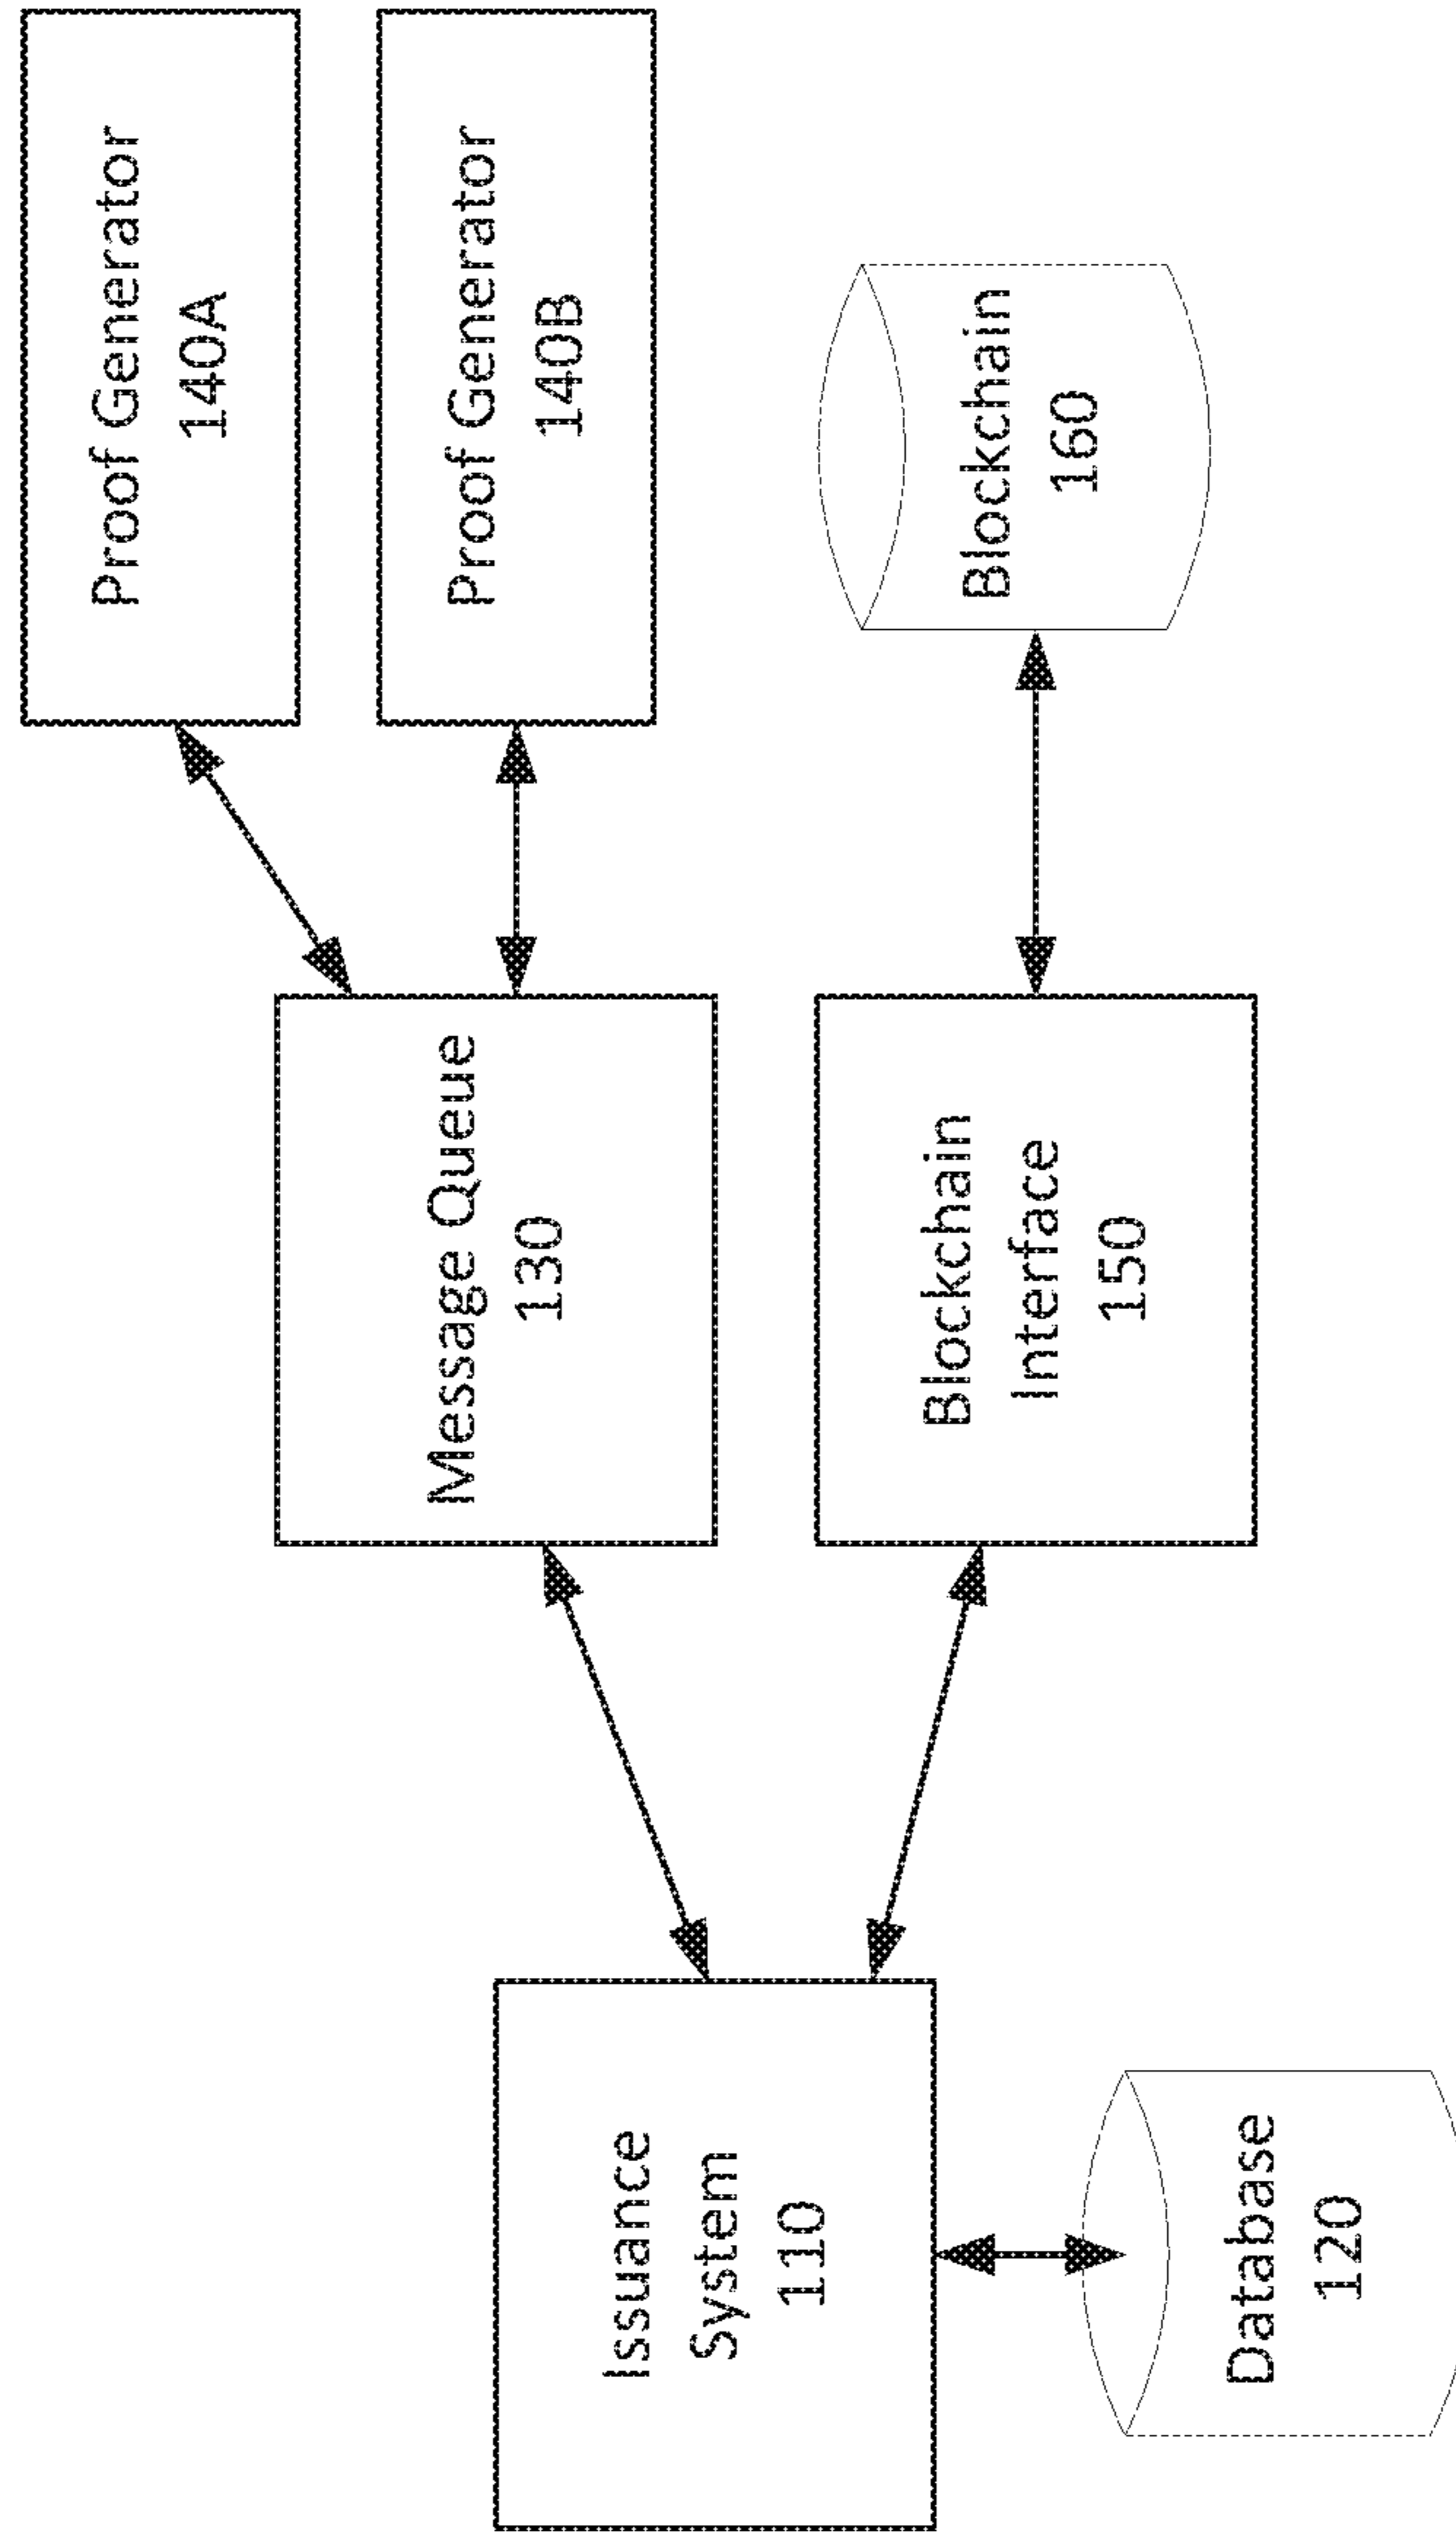 Proof Generator
140A
Proof Generator
140B
Message Queue
130
Blockchain
160
Issuance
System
110
Blockchain
Interface
150
Database
120